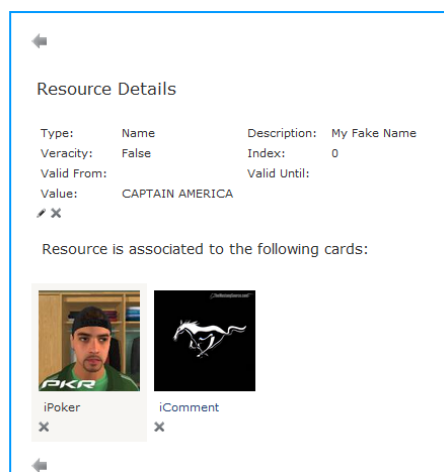 Resource Details
Type: Name Description: My Fake Name
Veracity: False Index: 0
Valid From: Valid Until:
Value: CAPTAIN AMERICA
Resource is associated to the following cards:
PKR
iPoker iComment